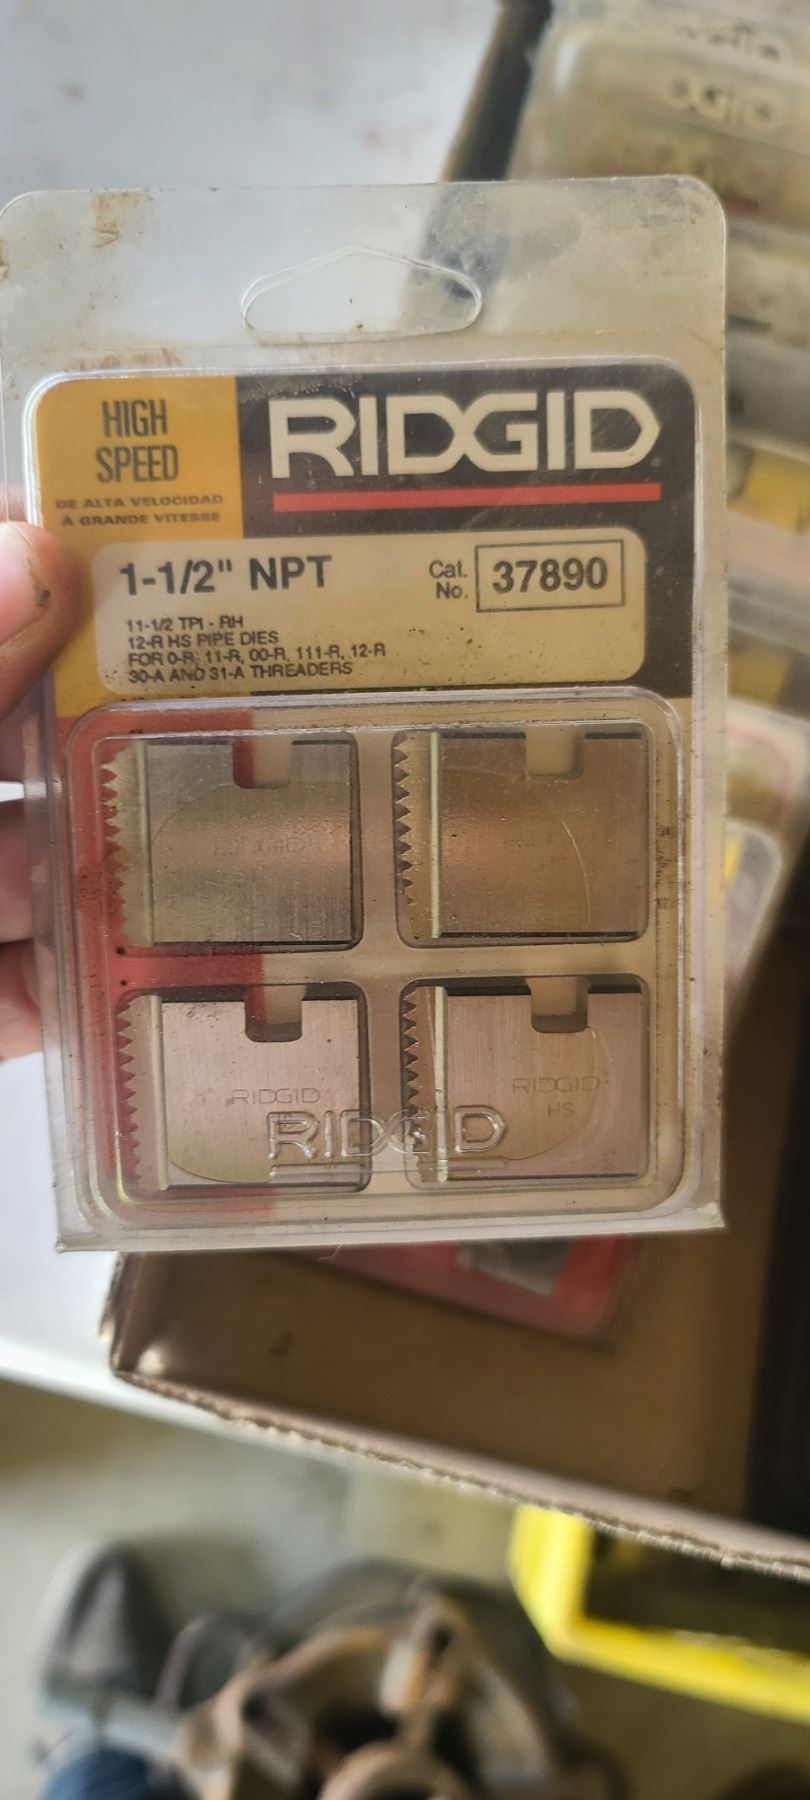 RIDGID
HIGH
SPEED
DE ALTA VELOCIDAD
À GRANDE VITESSE
RIDGID
1-1/2" NPT
Cat.
No.
37890
11-1/2 TPI - RH
12-R HS PIPE DIES
FOR 0-R, 11-R, 00-R, 111-R, 12-R
30-A AND 31-A THREADERS
RIDGID
RIDGID
RIDGID
HS
RIDGID